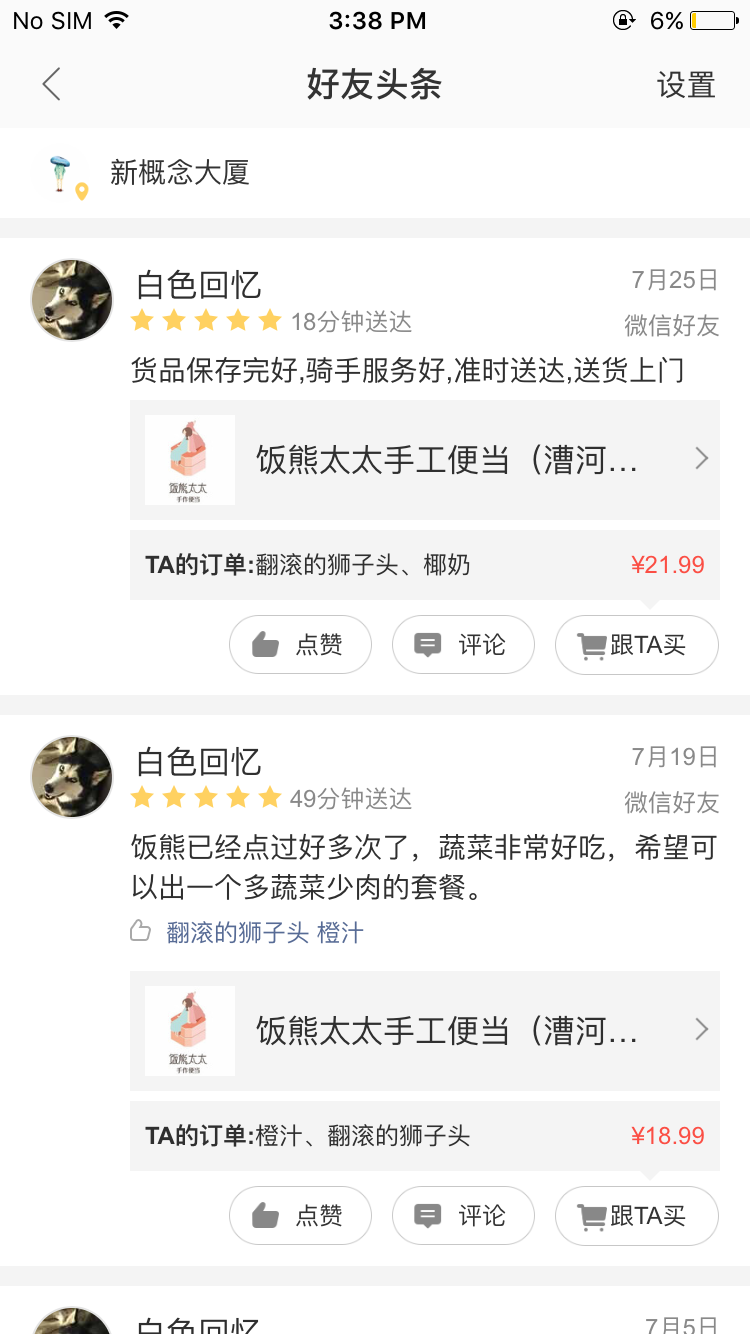 No SIM 3:38 PM 6%
好友头条 设置
新概念大厦
白色回忆 7月25日
18分钟送达 微信好友
货品保存完好,骑手服务好,准时送达,送货上门
饭熊太太手工便当（漕河...
饭熊太太
手作便当
TA的订单:翻滚的狮子头、椰奶 ¥21.99
点赞 评论 跟TA买
白色回忆 7月19日
49分钟送达 微信好友
饭熊已经点过好多次了，蔬菜非常好吃，希望可
以出一个多蔬菜少肉的套餐。
翻滚的狮子头 橙汁
饭熊太太手工便当（漕河...
饭熊太太
手作便当
TA的订单:橙汁、翻滚的狮子头 ¥18.99
点赞 评论 跟TA买
白色回忆 7月5日